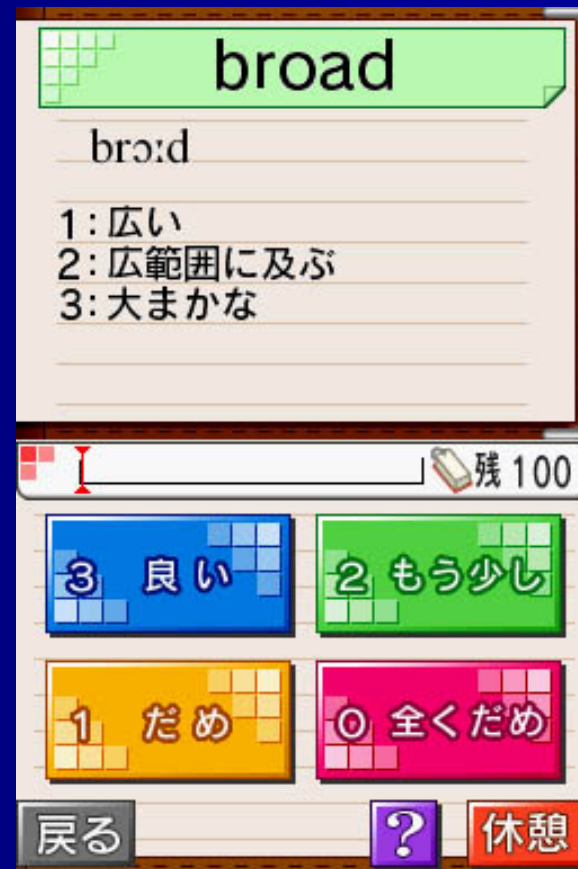 broad
brɔːd
1:広い
2:広範囲に及ぶ
3:大まかな
残 100
3 良い
2 もう少し
1 だめ
0 全くだめ
戻る
?
休憩